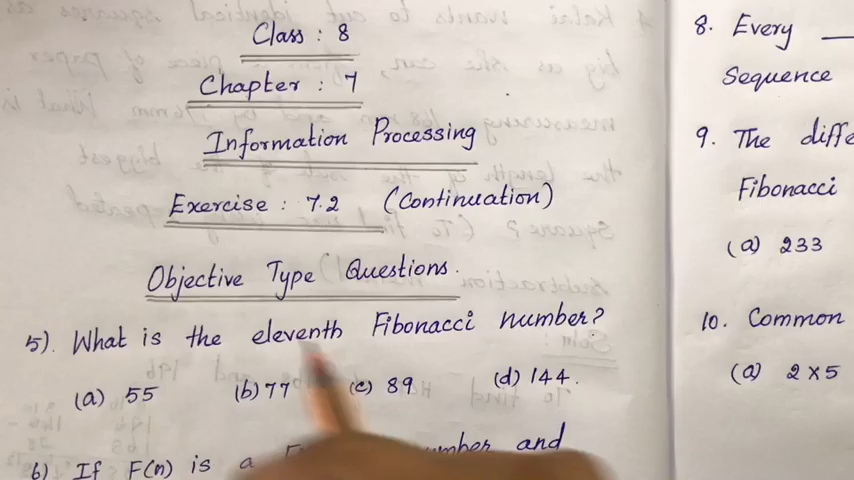 Class : 8
Chapter : 7
Information Processing
Exercise : 7.2 (Continuation)
Objective Type Questions.
5). What is the eleventh Fibonacci number?
(a) 55 (b) 77 (c) 89 (d) 144.
6) If F(n) is a number and
8. Every
Sequence
9. The
Fibonacci
(a) 233
10. Common
(a) 2×5